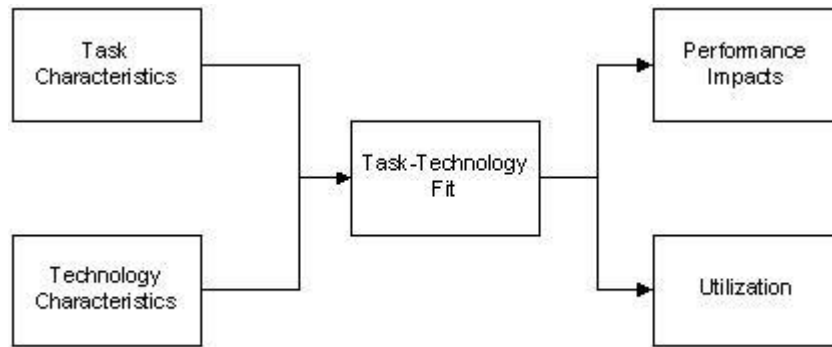 Task
Characteristics
Performance
Impacts
Task-Technology
Fit
Technology
Characteristics
Utilization